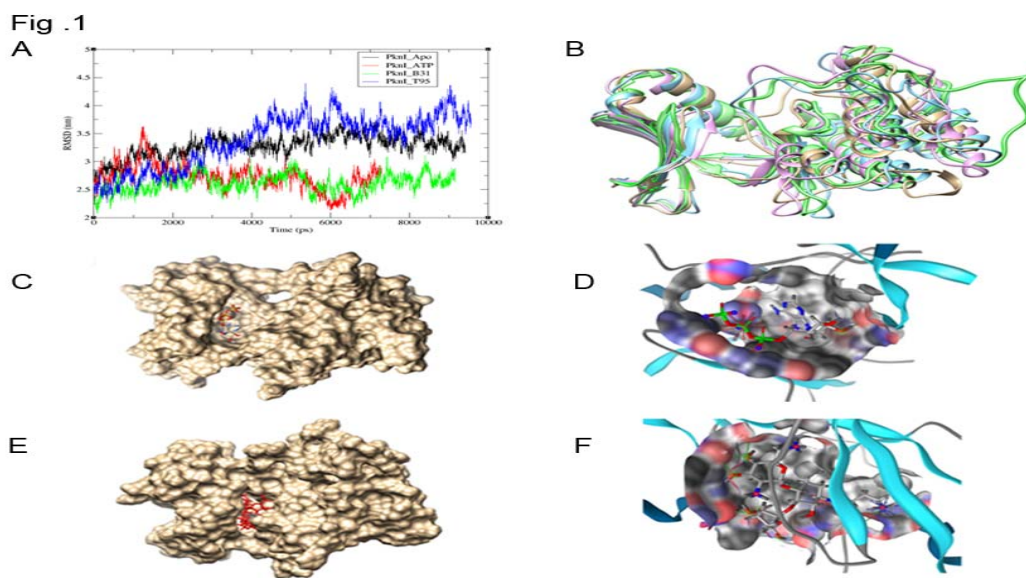 Fig .1
A
B
5
4.5
4
3.5
3
2.5
2
RMSD (nm)
PknI_Apo
PknI_ATP
PknI_B31
PknI_T95
0
2000
4000
6000
8000
10000
Time (ps)
C
D
E
F